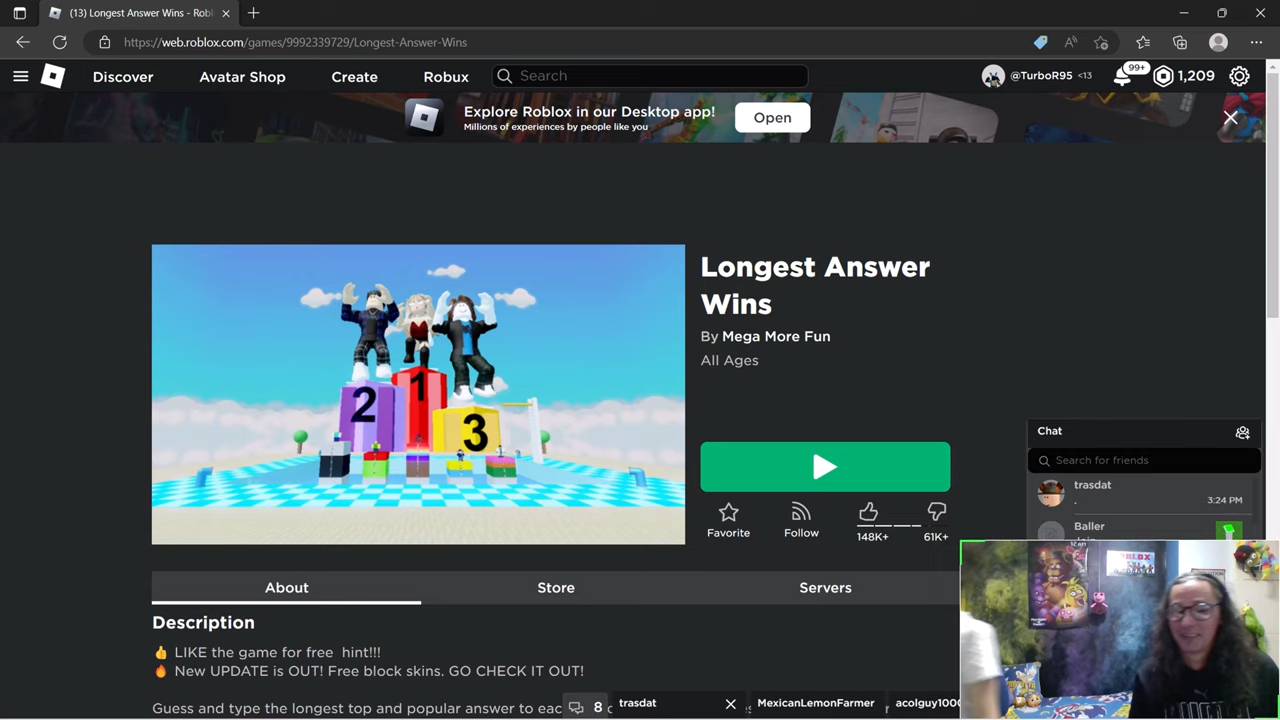 (13) Longest Answer Wins - Robl
https://web.roblox.com/games/9992339729/Longest-Answer-Wins
Discover
Avatar Shop
Create
Robux
Search
@TurboR95 <13
99+
1,209
Explore Roblox in our Desktop app!
Millions of experiences by people like you
Open
2
1
3
Longest Answer
Wins
By Mega More Fun
All Ages
Favorite
Follow
148K+
61K+
Chat
Search for friends
trasdat
.
3:24 PM
Baller
About
Store
Servers
Description
👍 LIKE the game for free hint!!!
🔥 New UPDATE is OUT! Free block skins. GO CHECK IT OUT!
Guess and type the longest top and popular answer to eac
8
trasdat
MexicanLemonFarmer
acolguy100
ROBLOX